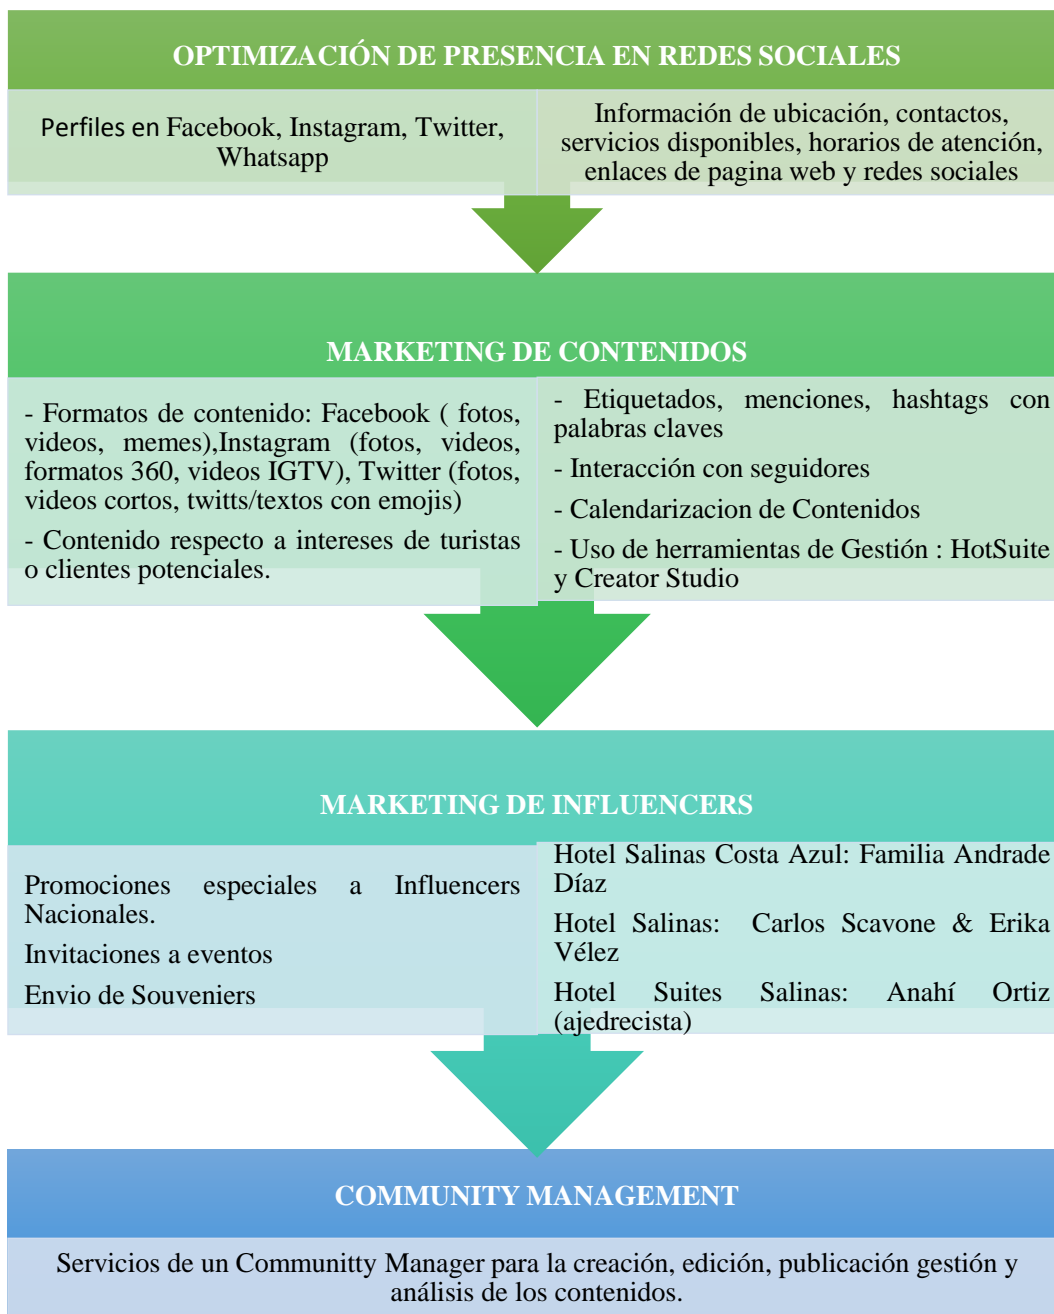 OPTIMIZACIÓN DE PRESENCIA EN REDES SOCIALES
Perfiles en Facebook, Instagram, Twitter,
Whatsapp
Información de ubicación, contactos,
servicios disponibles, horarios de atención,
enlaces de pagina web y redes sociales
MARKETING DE CONTENIDOS
- Formatos de contenido: Facebook ( fotos,
videos, memes),Instagram (fotos, videos,
formatos 360, videos IGTV), Twitter (fotos,
videos cortos, twitts/textos con emojis)
- Contenido respecto a intereses de turistas
o clientes potenciales.
- Etiquetados, menciones, hashtags con
palabras claves
- Interacción con seguidores
- Calendarizacion de Contenidos
- Uso de herramientas de Gestión : HotSuite
y Creator Studio
MARKETING DE INFLUENCERS
Promociones especiales a Influencers
Nacionales.
Invitaciones a eventos
Envio de Souveniers
Hotel Salinas Costa Azul: Familia Andrade
Díaz
Hotel Salinas: Carlos Scavone & Erika
Vélez
Hotel Suites Salinas: Anahí Ortiz
(ajedrecista)
COMMUNITY MANAGEMENT
Servicios de un Communitty Manager para la creación, edición, publicación gestión y
análisis de los contenidos.